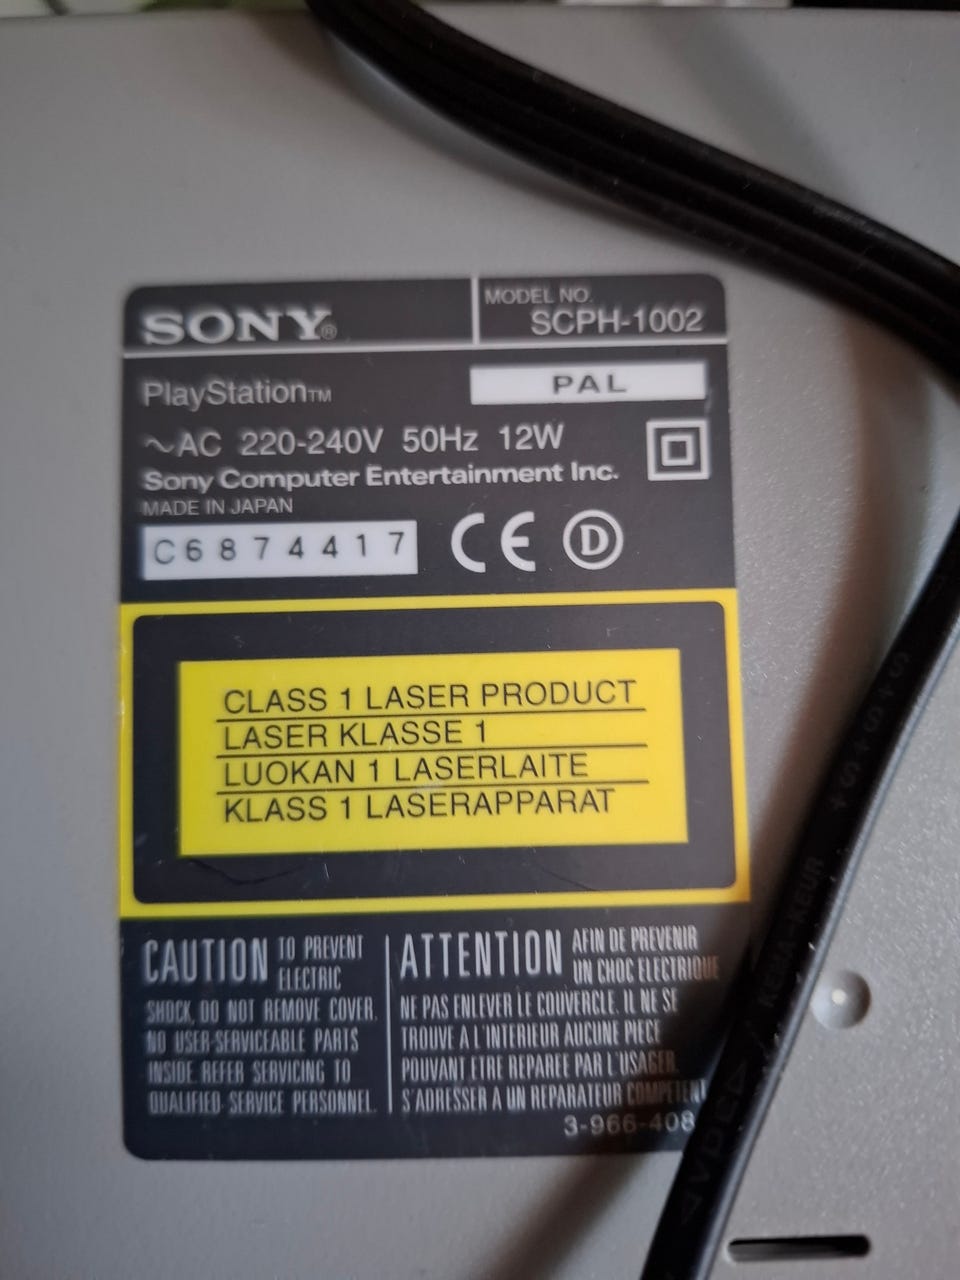 SONY®
MODEL NO.
SCPH-1002
PlayStation™
PAL
~AC 220-240V 50Hz 12W
Sony Computer Entertainment Inc.
MADE IN JAPAN
C6874417
CE D
CLASS 1 LASER PRODUCT
LASER KLASSE 1
LUOKAN 1 LASERLAITE
KLASS 1 LASERAPPARAT
CAUTION TO PREVENT
ELECTRIC
SHOCK, DO NOT REMOVE COVER.
NO USER-SERVICEABLE PARTS
INSIDE. REFER SERVICING TO
QUALIFIED SERVICE PERSONNEL.
ATTENTION AFIN DE PREVENIR
UN CHOC ELECTRIQUE
NE PAS ENLEVER LE COUVERCLE. IL NE SE
TROUVE A L'INTERIEUR AUCUNE PIECE
POUVANT ETRE REPAREE PAR L'USAGER.
S'ADRESSER A UN REPARATEUR COMPETENT
3-966-408
KEMA-KEUR
VDE